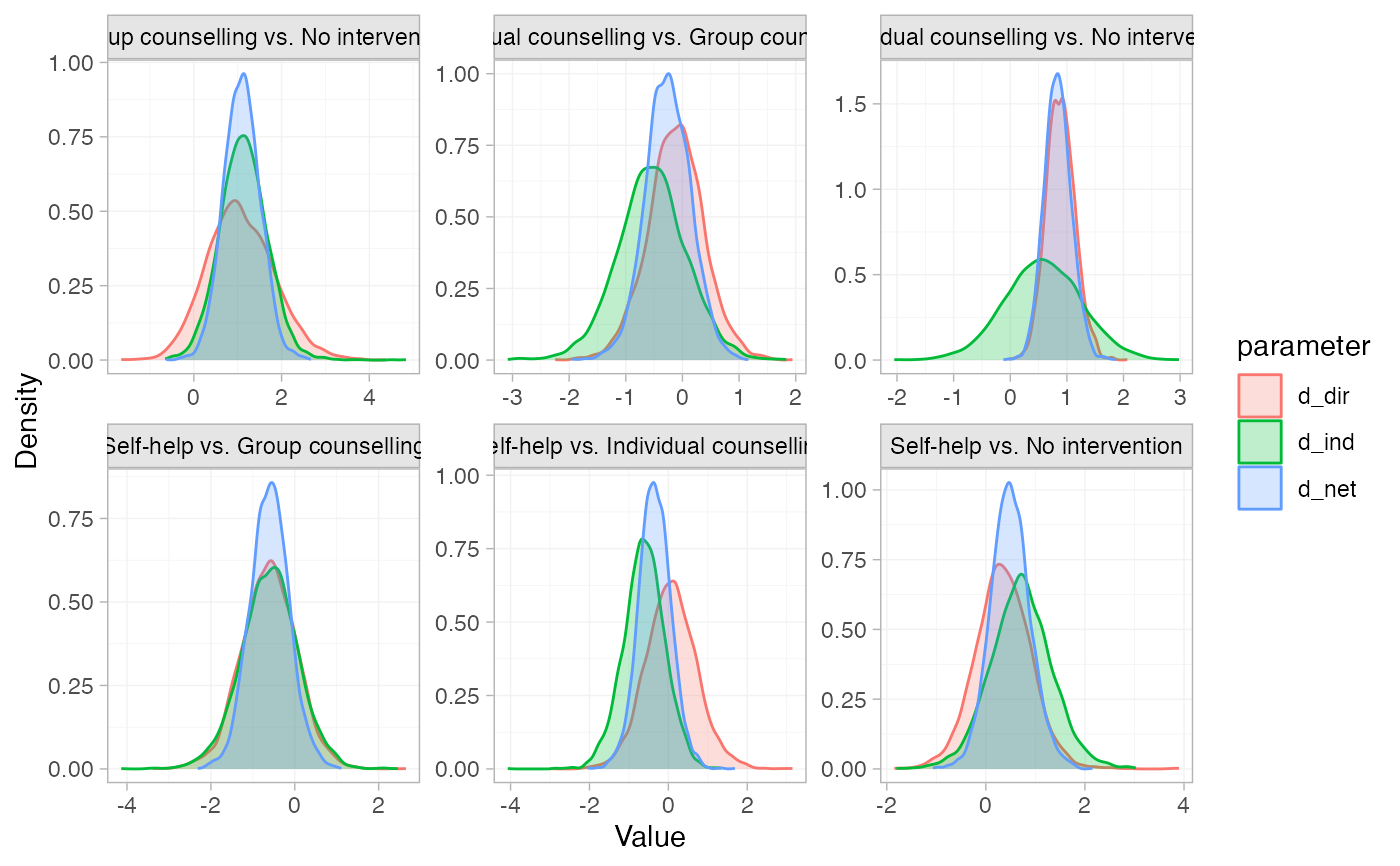 up counselling vs. No interven
ual counselling vs. Group coun
dual counselling vs. No interve
1.00
0.75
0.50
0.25
0.00
0 2 4
1.00
0.75
0.50
0.25
0.00
-3 -2 -1 0 1 2
1.5
1.0
0.5
0.0
-2 -1 0 1 2 3
Self-help vs. Group counselling
elf-help vs. Individual counsellin
Self-help vs. No intervention
0.75
0.50
0.25
0.00
-4 -2 0 2
1.00
0.75
0.50
0.25
0.00
-4 -2 0 2
1.00
0.75
0.50
0.25
0.00
-2 0 2 4
Density
Value
parameter
d_dir
d_ind
d_net